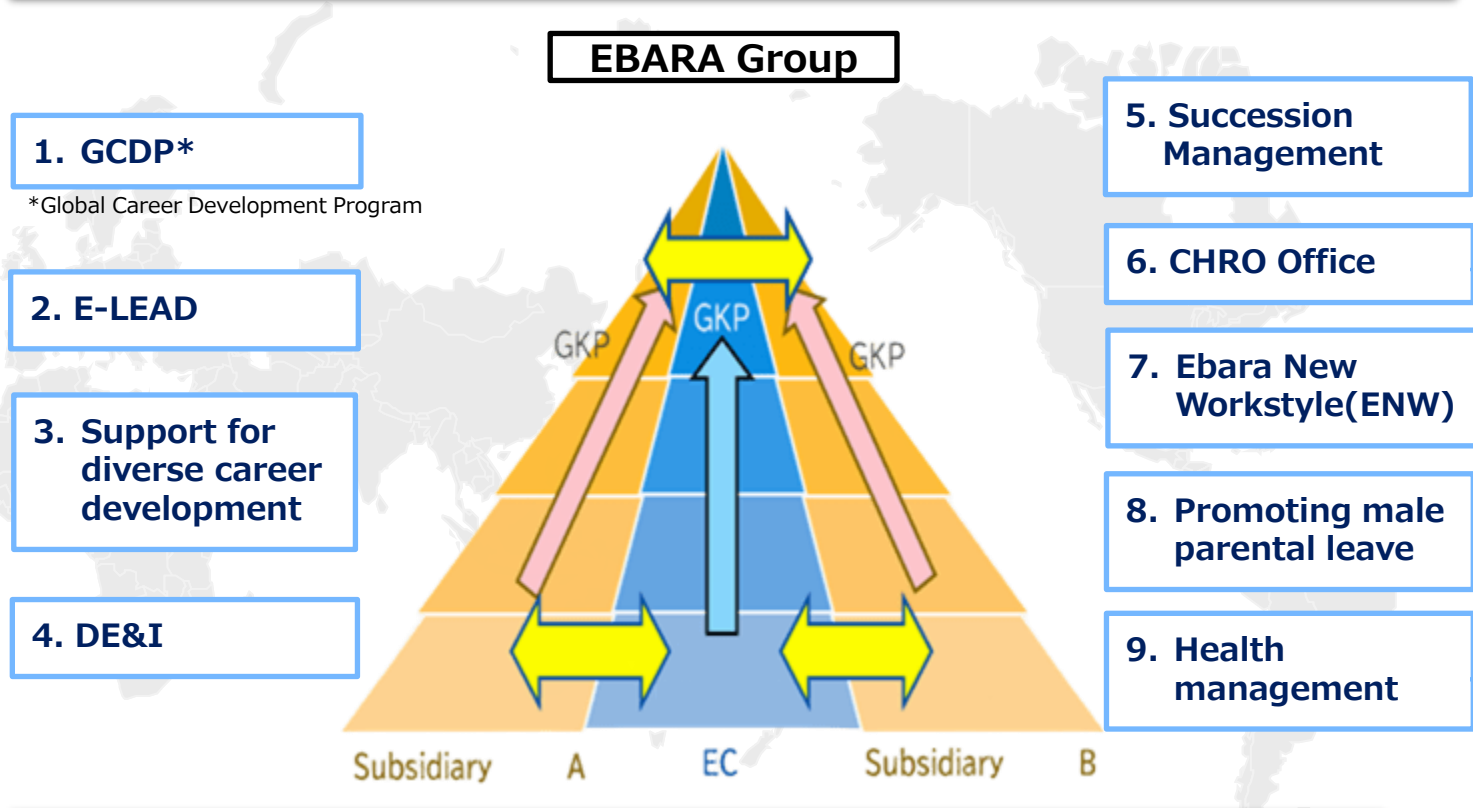 EBARA Group
1. GCDP*
*Global Career Development Program
2. E-LEAD
3. Support for
diverse career
development
4. DE&I
GKP
GKP
GKP
Subsidiary A
EC
Subsidiary B
5. Succession
Management
6. CHRO Office
7. Ebara New
Workstyle(ENW)
8. Promoting male
parental leave
9. Health
management